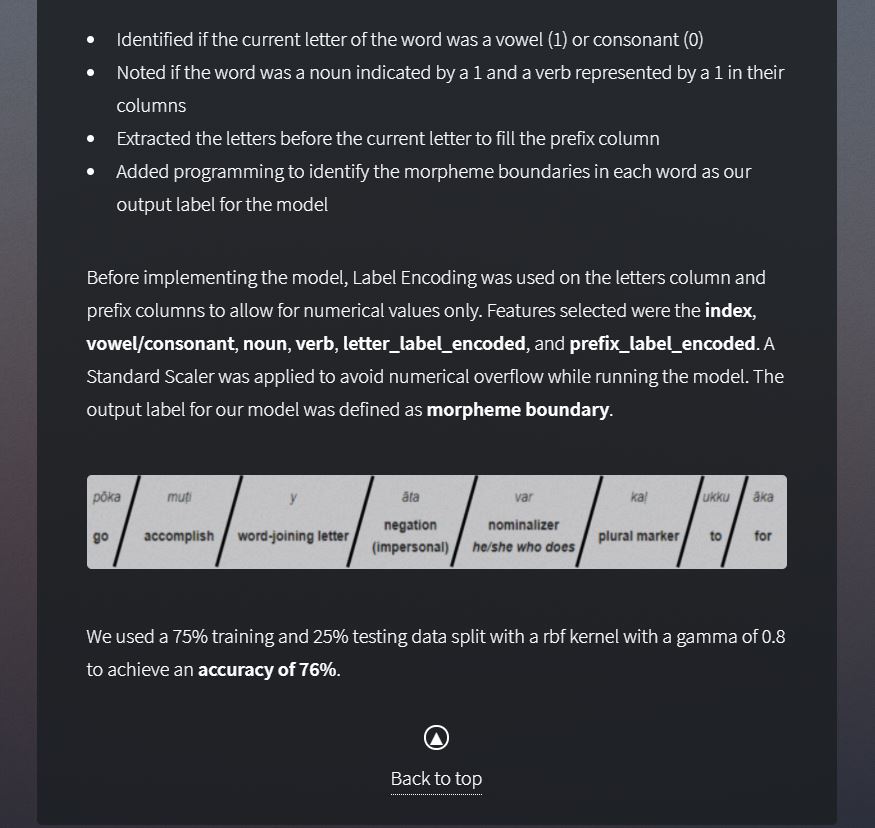 Identified if the current letter of the word was a vowel (1) or consonant (0)
Noted if the word was a noun indicated by a 1 and a verb represented by a 1 in their
columns
Extracted the letters before the current letter to fill the prefix column
Added programming to identify the morpheme boundaries in each word as our
output label for the model
Before implementing the model, Label Encoding was used on the letters column and
prefix columns to allow for numerical values only. Features selected were the index,
vowel/consonant, noun, verb, letter_label_encoded, and prefix_label_encoded. A
Standard Scaler was applied to avoid numerical overflow while running the model. The
output label for our model was defined as morpheme boundary.
pōka muṭi y āta var kaḷ ukku āka
go accomplish word-joining letter negation nominalizer plural marker to for
(impersonal) he/she who does
We used a 75% training and 25% testing data split with a rbf kernel with a gamma of 0.8
to achieve an accuracy of 76%.
Back to top